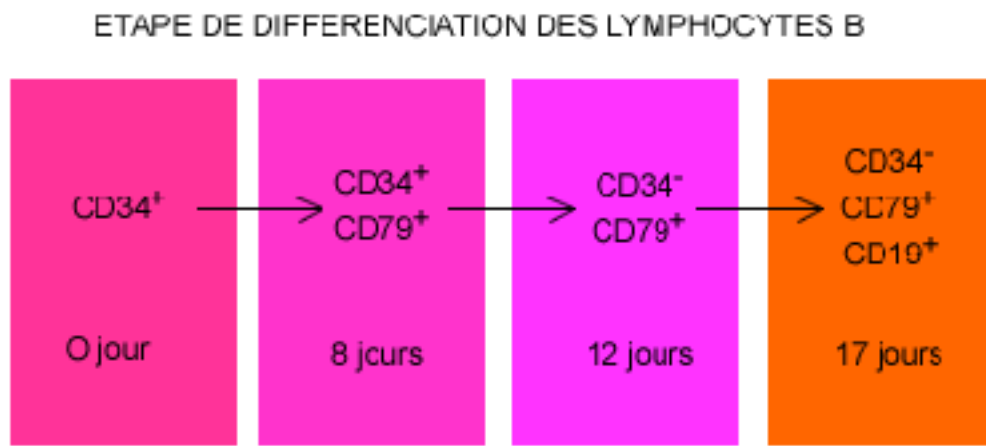 ETAPE DE DIFFERENCIATION DES LYMPHOCYTES B
CD34⁺
0 jour
CD34⁺
CD79⁺
8 jours
CD34⁻
CD79⁺
12 jours
CD34⁻
CD79⁺
CD19⁺
17 jours